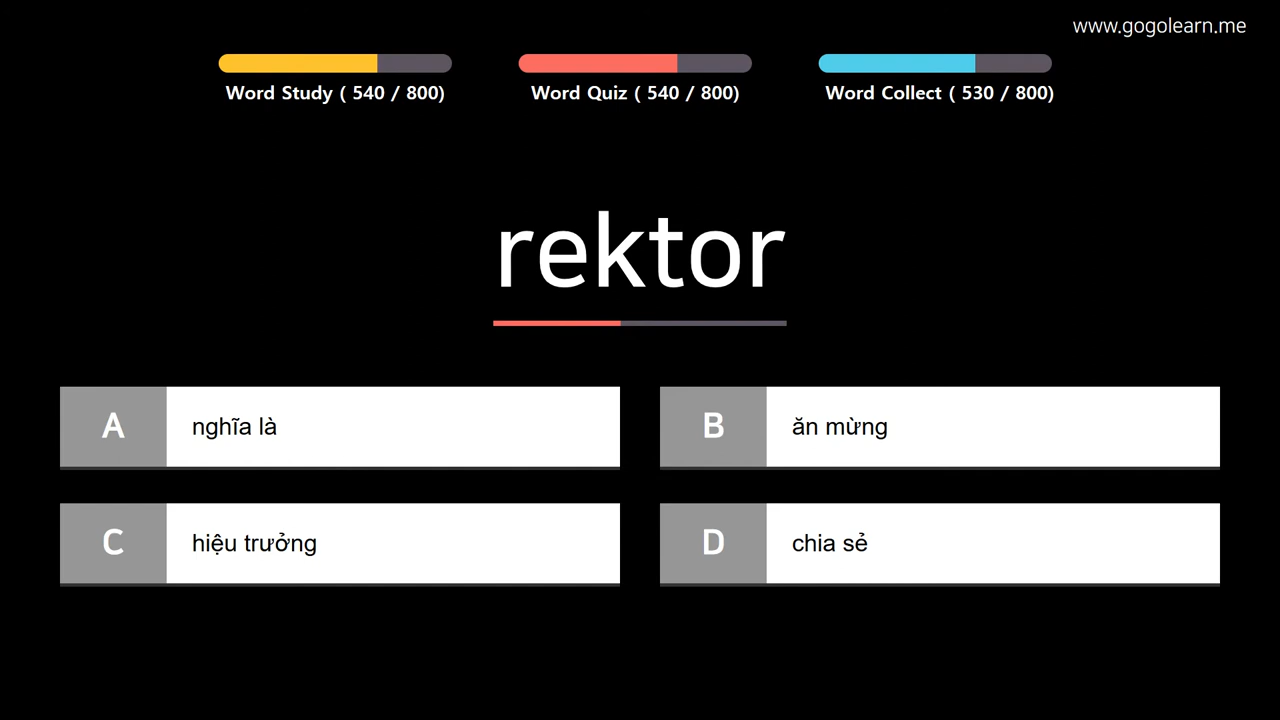 www.gogolearn.me
Word Study ( 540 / 800)
Word Quiz ( 540 / 800)
Word Collect ( 530 / 800)
rektor
A
nghĩa là
B
ăn mừng
C
hiệu trưởng
D
chia sẻ